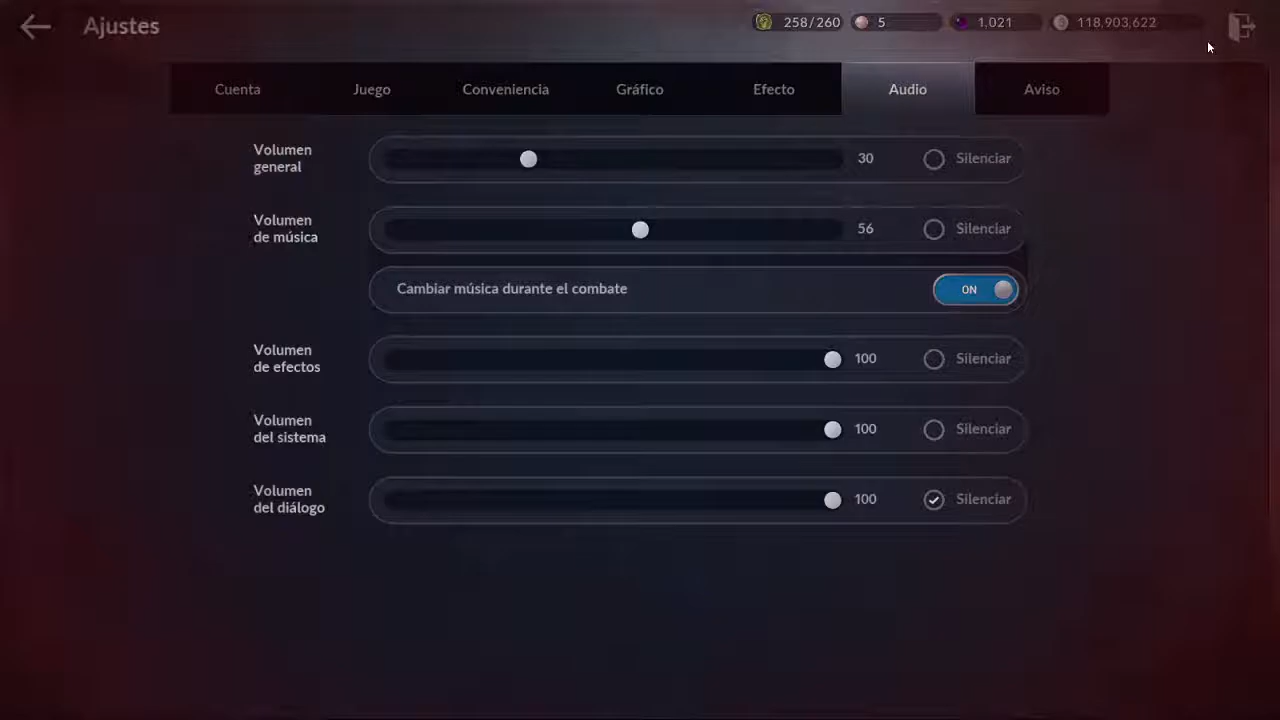 Ajustes
258/260
5
1,021
118,903,622
Cuenta
Juego
Conveniencia
Gráfico
Efecto
Audio
Aviso
Volumen
general
30
Silenciar
Volumen
de música
56
Silenciar
Cambiar música durante el combate
ON
Volumen
de efectos
100
Silenciar
Volumen
del sistema
100
Silenciar
Volumen
del diálogo
100
Silenciar